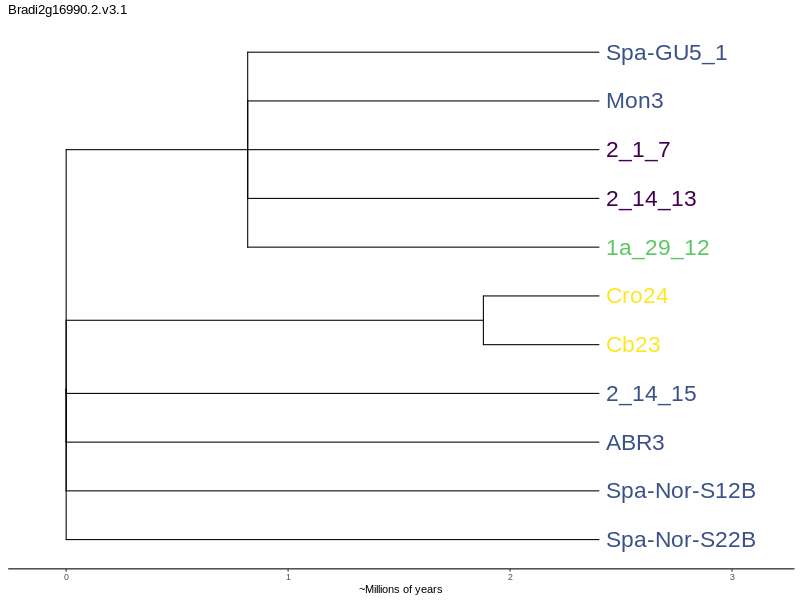 Bradi2g16990.2.v3.1
Spa-GU5_1
Mon3
2_1_7
2_14_13
1a_29_12
Cro24
Cb23
2_14_15
ABR3
Spa-Nor-S12B
Spa-Nor-S22B
0 1 2 3
~Millions of years